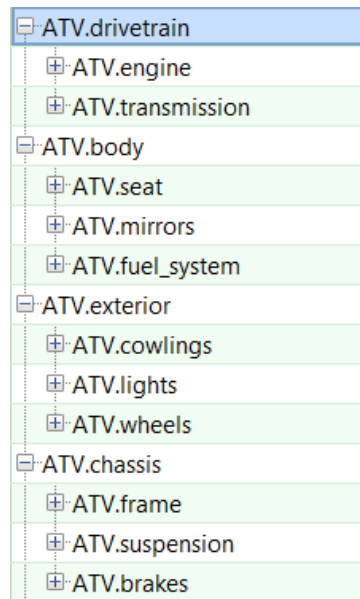 ATV.drivetrain
ATV.engine
ATV.transmission
ATV.body
ATV.seat
ATV.mirrors
ATV.fuel_system
ATV.exterior
ATV.cowlings
ATV.lights
ATV.wheels
ATV.chassis
ATV.frame
ATV.suspension
ATV.brakes